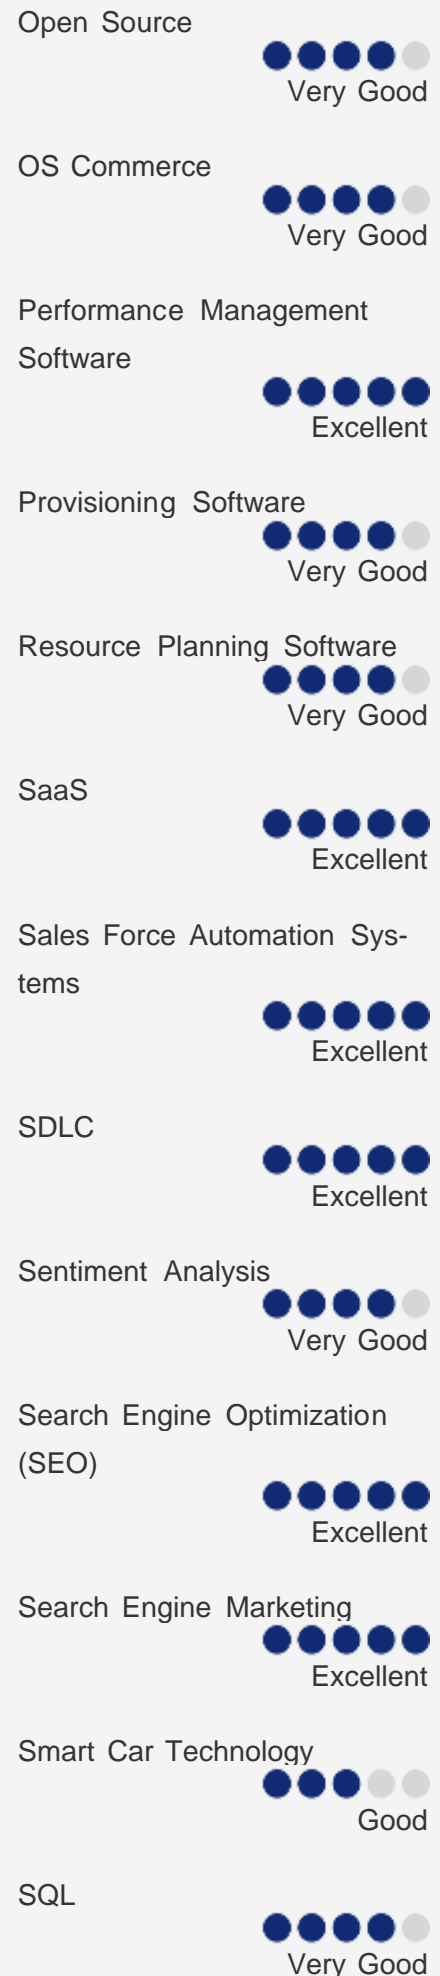 Open Source
Very Good
OS Commerce
Very Good
Performance Management
Software
Excellent
Provisioning Software
Very Good
Resource Planning Software
Very Good
SaaS
Excellent
Sales Force Automation Sys-
tems
Excellent
SDLC
Excellent
Sentiment Analysis
Very Good
Search Engine Optimization
(SEO)
Excellent
Search Engine Marketing
Excellent
Smart Car Technology
Good
SQL
Very Good